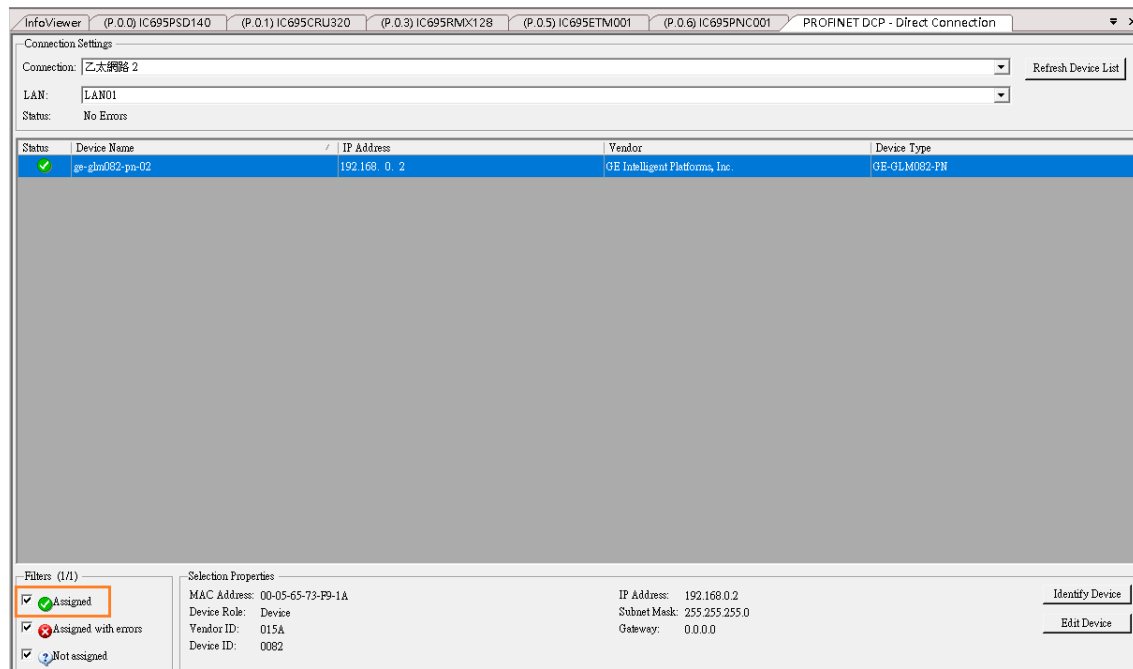 InfoViewer (P.0.0) IC695PSD140 (P.0.1) IC695CRU320 (P.0.3) IC695RMX128 (P.0.5) IC695ETM001 (P.0.6) IC695PNC001 PROFINET DCP - Direct Connection
Connection Settings
Connection: 乙太網路 2 Refresh Device List
LAN: LAN01
Status: No Errors
Status Device Name IP Address Vendor Device Type
ge-glm082-pn-02 192.168. 0. 2 GE Intelligent Platforms, Inc. GE-GLM082-PN
Filters (1/1) Selection Properties
Assigned MAC Address: 00-05-65-73-F9-1A IP Address: 192.168.0.2 Identify Device
Device Role: Device Subnet Mask: 255.255.255.0
Assigned with errors Vendor ID: 015A Gateway: 0.0.0.0 Edit Device
Device ID: 0082
Not assigned